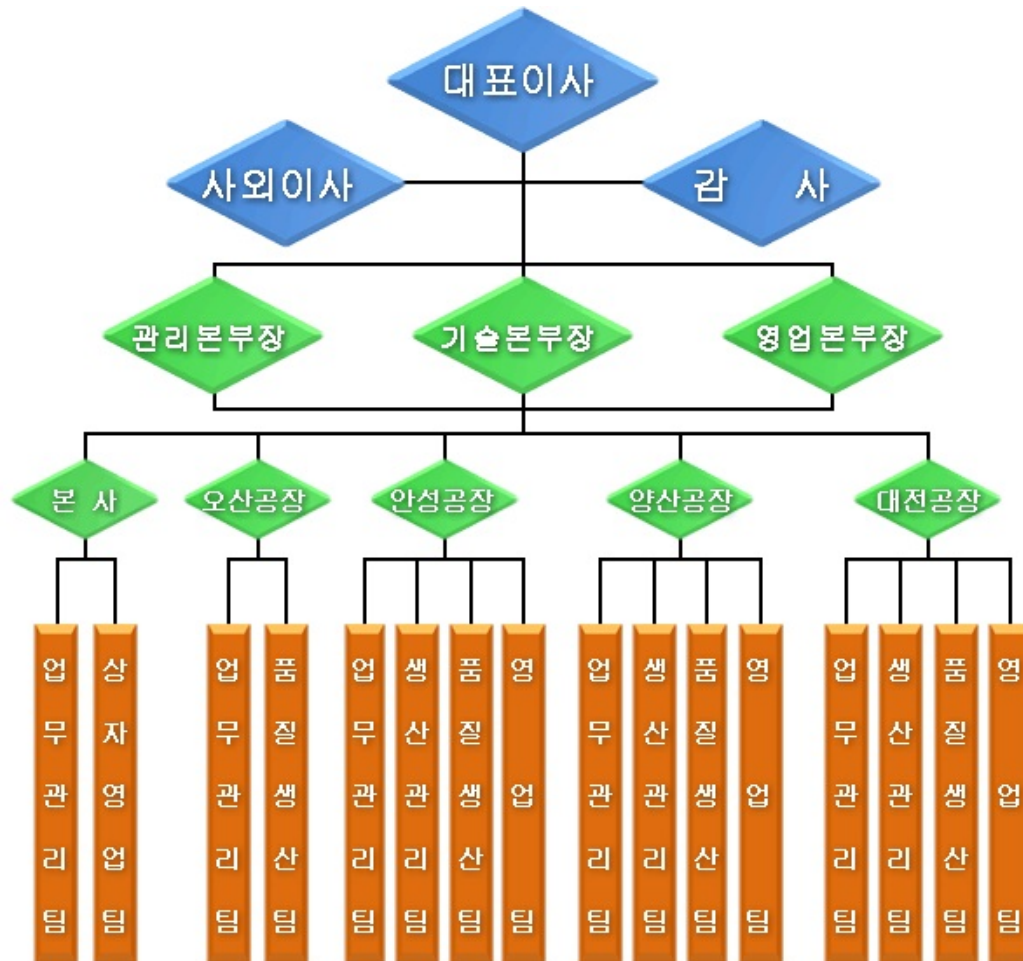 대표이사
사외이사
감 사
관리본부장
기술본부장
영업본부장
본 사
오산공장
안성공장
양산공장
대전공장
업무관리팀
상자영업팀
업무관리팀
품질생산팀
업무관리팀
생산관리팀
품질생산팀
영업팀
업무관리팀
생산관리팀
품질생산팀
영업팀
업무관리팀
생산관리팀
품질생산팀
영업팀